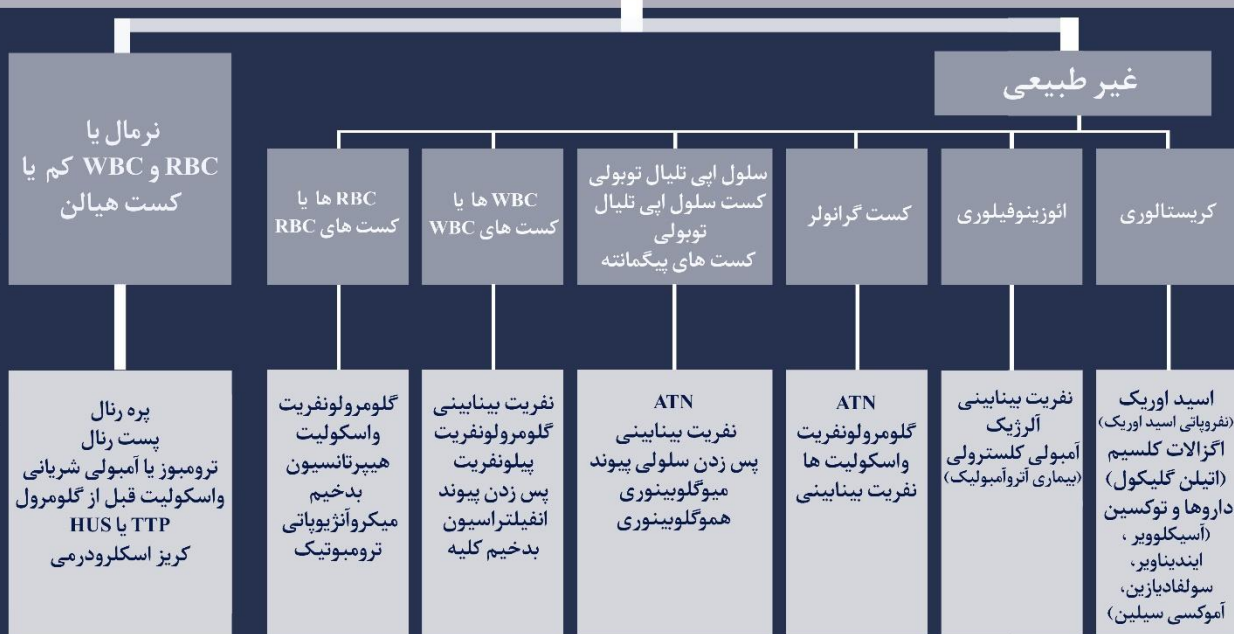 غیر طبیعی
کریستالوری
ائوزینوفیلوری
کست گرانولر
سلول اپی تلیال توبولی
کست سلول اپی تلیال
توبولی
کست های پیگمانته
WBC ها یا
کست های WBC
RBC ها یا
کست های RBC
نرمال یا
RBC و WBC کم یا
کست هیالن
اسید اوریک
(نفروپاتی اسید اوریک)
اگزالات کلسیم
(اتیلن گلیکول)
داروها و توکسین
(آسیکلوویر ،
ایندیناویر،
سولفادیازین،
آموکسی سیلین)
نفریت بینابینی
آلرژیک
آمبولی کلسترولی
(بیماری آتروآمبولیک)
ATN
گلومرولونفریت
واسکولیت ها
نفریت بینابینی
ATN
نفریت بینابینی
پس زدن سلولی پیوند
میوگلوبینوری
هموگلوبینوری
نفریت بینابینی
گلومرولونفریت
پیلونفریت
پس زدن پیوند
انفیلتراسیون
بدخیم کلیه
گلومرولونفریت
واسکولیت
هیپرتانسیون
بدخیم
میکروآنژیوپاتی
ترومبوتیک
پره رنال
پست رنال
ترومبوز یا آمبولی شریانی
واسکولیت قبل از گلومرول
TTP یا HUS
کریز اسکلرودرمی